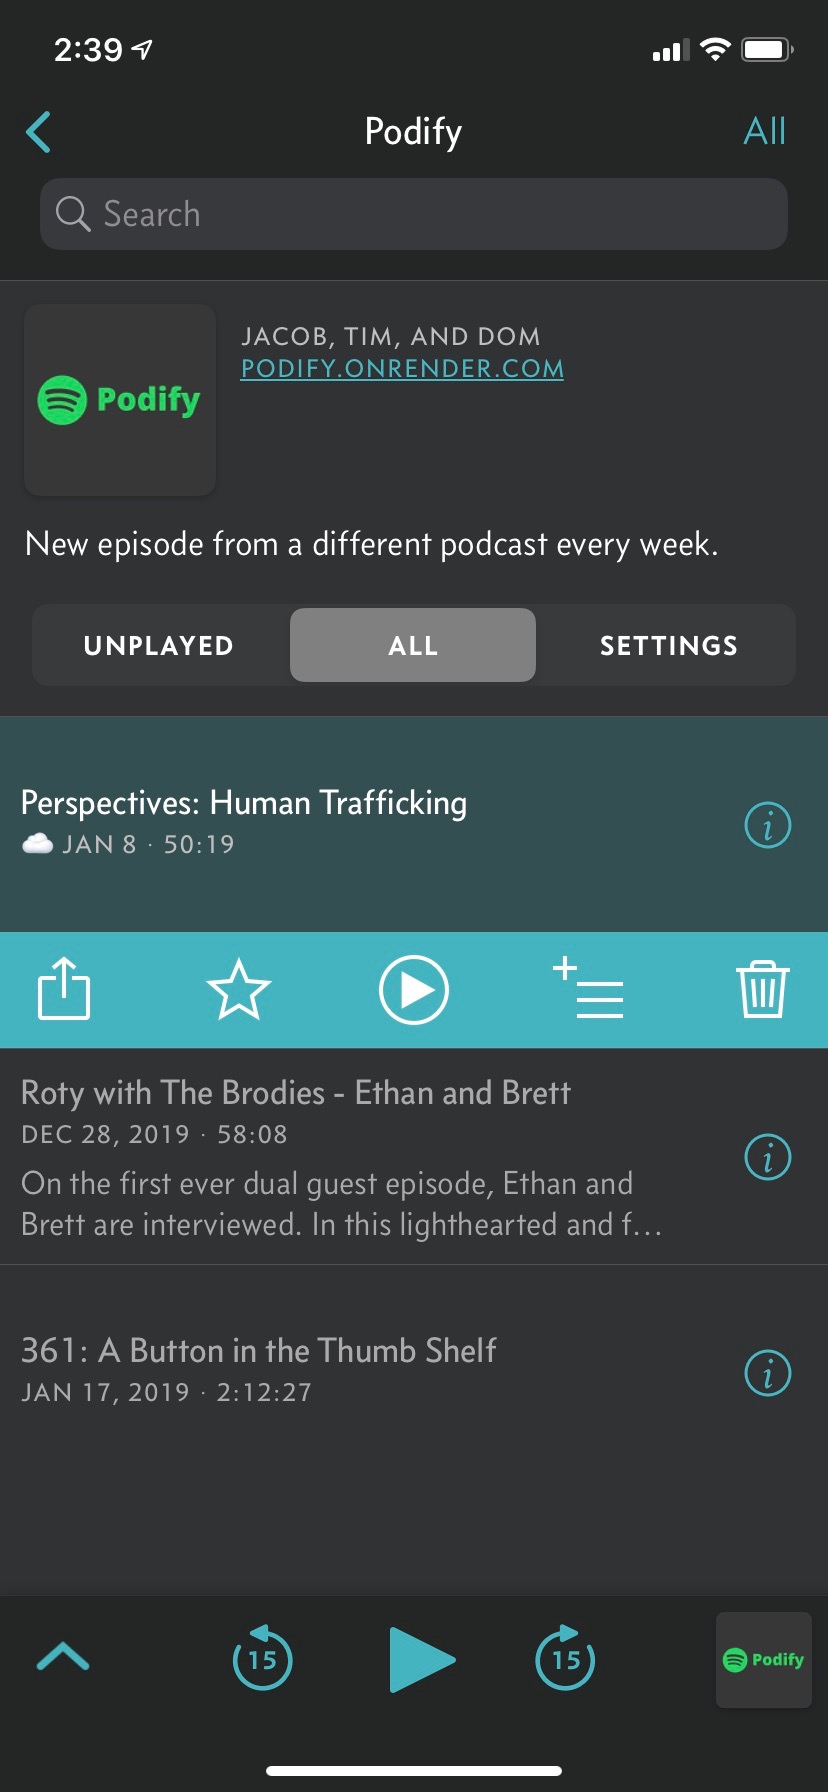 2:39
Podify
All
Search
JACOB, TIM, AND DOM
PODIFY.ONRENDER.COM
Podify
New episode from a different podcast every week.
UNPLAYED
ALL
SETTINGS
Perspectives: Human Trafficking
JAN 8 · 50:19
Roty with The Brodies - Ethan and Brett
DEC 28, 2019 · 58:08
On the first ever dual guest episode, Ethan and
Brett are interviewed. In this lighthearted and f...
361: A Button in the Thumb Shelf
JAN 17, 2019 · 2:12:27
15
15
Podify